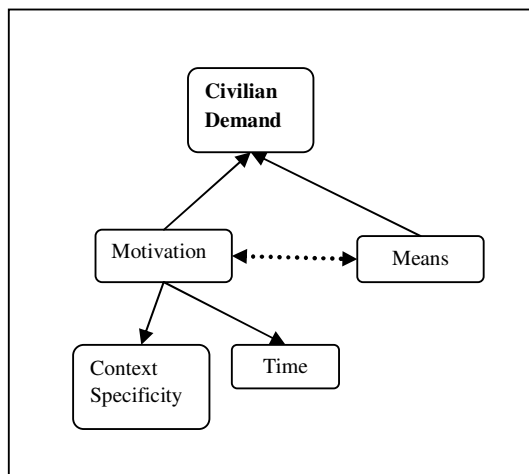 Civilian
Demand
Motivation
Means
Context
Specificity
Time